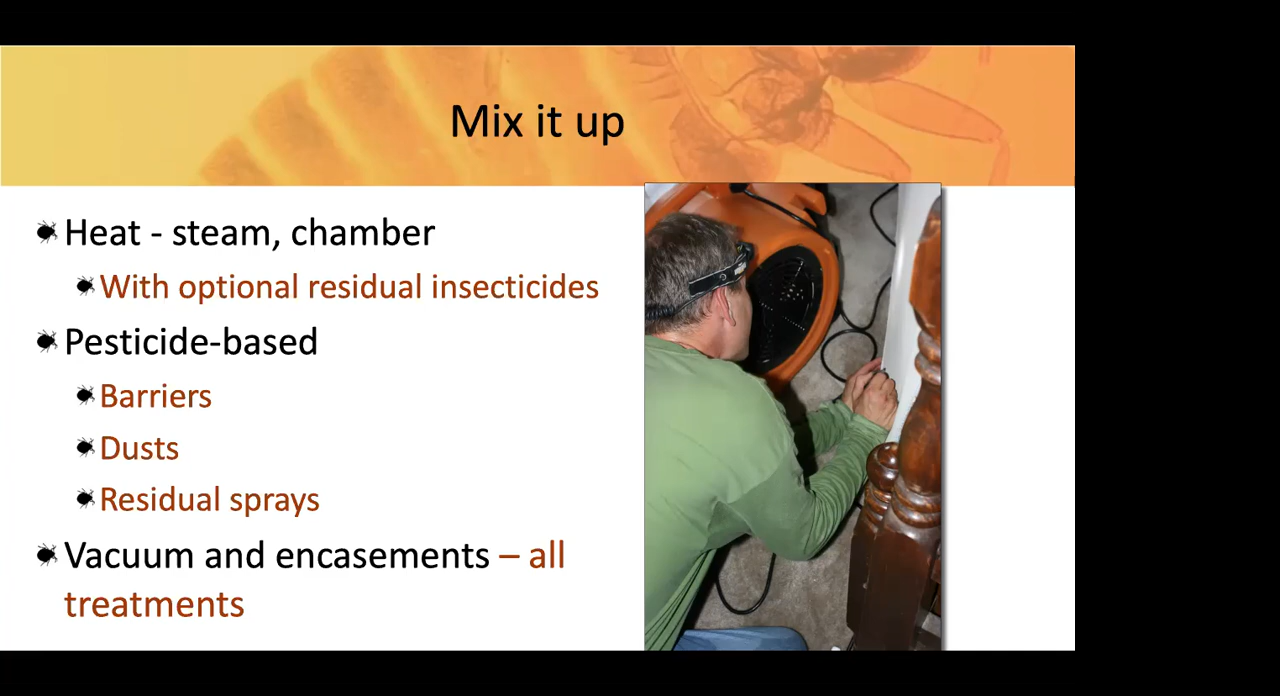 Mix it up
Heat - steam, chamber
With optional residual insecticides
Pesticide-based
Barriers
Dusts
Residual sprays
Vacuum and encasements – all
treatments